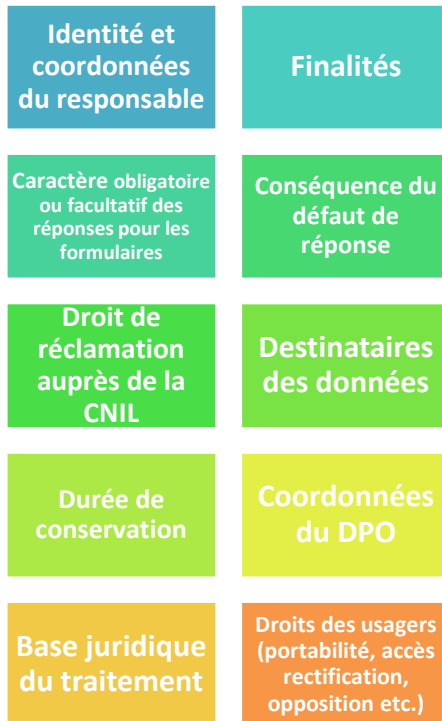 Identité et
coordonnées
du responsable
Finalités
Caractère obligatoire
ou facultatif des
réponses pour les
formulaires
Conséquence du
défaut de
réponse
Droit de
réclamation
auprès de la
CNIL
Destinataires
des données
Durée de
conservation
Coordonnées
du DPO
Base juridique
du traitement
Droits des usagers
(portabilité, accès
rectification,
opposition etc.)